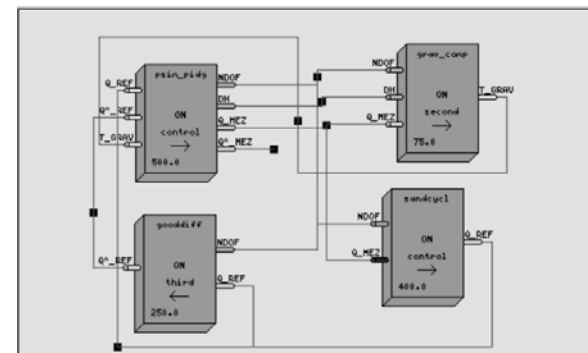 psin_pidg
Q_REF
Q^_REF
T_GRAV
ON
control
500.0
NDOF
DH
Q_MEZ
Q^_MEZ
grav_comp
NDOF
DH
Q_MEZ
ON
second
75.0
T_GRAV
gooddiff
Q^_REF
ON
third
250.0
NDOF
Q_REF
sandcycl
NDOF
Q_MEZ
ON
control
400.0
Q_REF